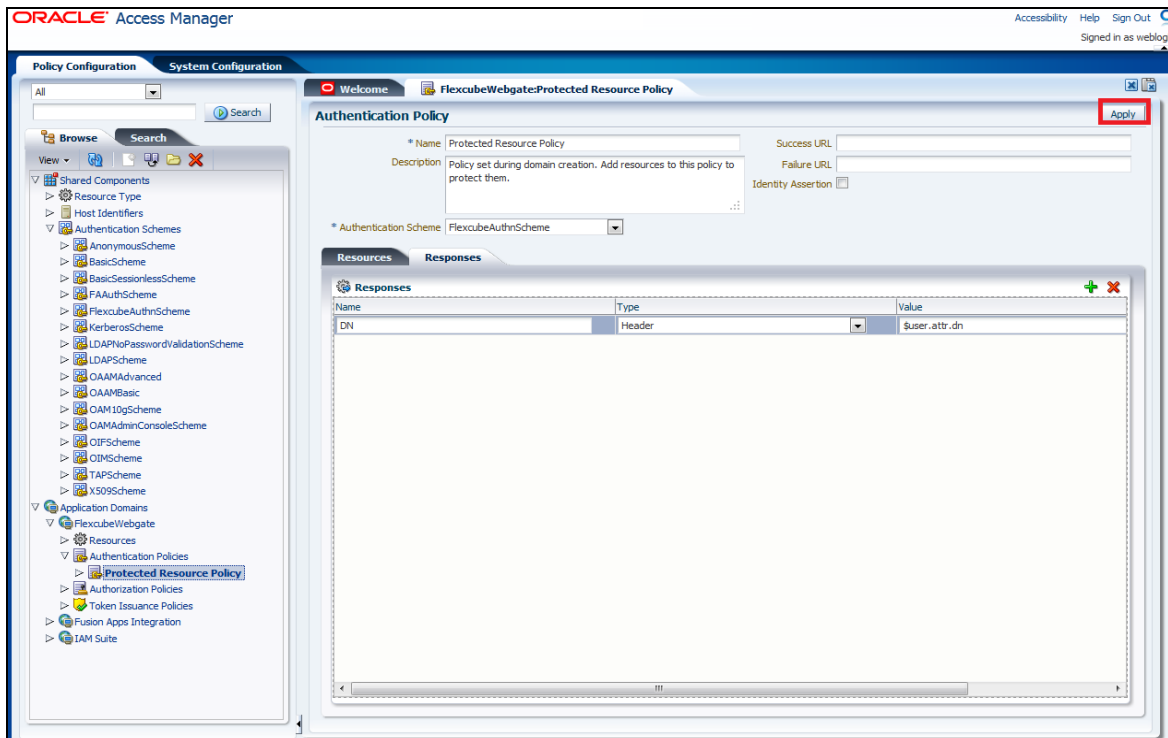 ORACLE Access Manager
Accessibility Help Sign Out
Signed in as weblog
Policy Configuration System Configuration
All
Search
Browse Search
View
Shared Components
Resource Type
Host Identifiers
Authentication Schemes
AnonymousScheme
BasicScheme
BasicSessionlessScheme
FAAuthScheme
FlexcubeAuthnScheme
KerberosScheme
LDAPNoPasswordValidationScheme
LDAPScheme
OAAMAdvanced
OAAMBasic
OAM10gScheme
OAMAdminConsoleScheme
OIFScheme
OIMScheme
TAPScheme
X509Scheme
Application Domains
FlexcubeWebgate
Resources
Authentication Policies
Protected Resource Policy
Authorization Policies
Token Issuance Policies
Fusion Apps Integration
IAM Suite
Welcome FlexcubeWebgate:Protected Resource Policy
Authentication Policy Apply
* Name Protected Resource Policy
Description Policy set during domain creation. Add resources to this policy to
protect them.
* Authentication Scheme FlexcubeAuthnScheme
Success URL
Failure URL
Identity Assertion
Resources Responses
Responses
Name Type Value
DN Header $user.attr.dn